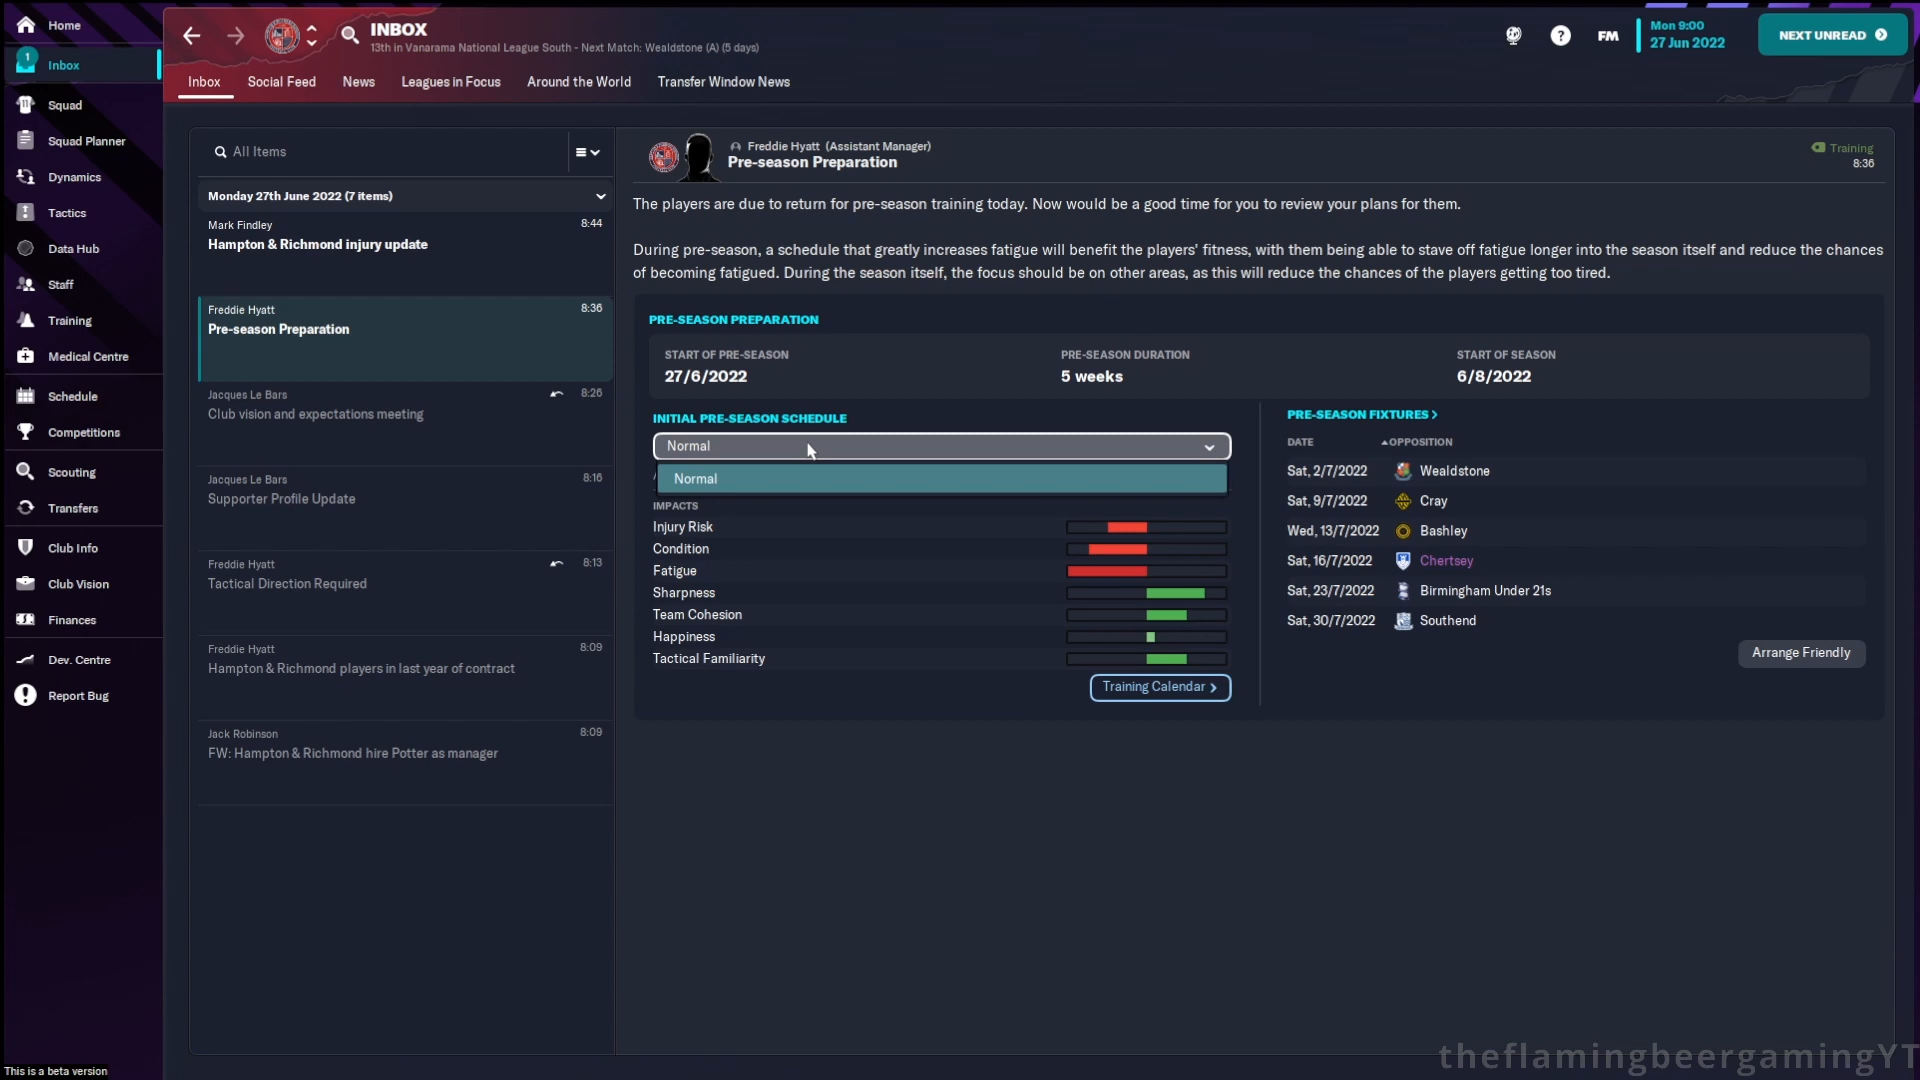 Home
1
Inbox
Squad
Squad Planner
Dynamics
Tactics
Data Hub
Staff
Training
Medical Centre
Schedule
Competitions
Scouting
Transfers
Club Info
Club Vision
Finances
Dev. Centre
Report Bug
This is a beta version
INBOX
13th in Vanarama National League South - Next Match: Wealdstone (A) (5 days)
?
FM
Mon 9:00
27 Jun 2022
NEXT UNREAD
Inbox
Social Feed
News
Leagues in Focus
Around the World
Transfer Window News
All Items
Monday 27th June 2022 (7 items)
Mark Findley 8:44
Hampton & Richmond injury update
Freddie Hyatt 8:36
Pre-season Preparation
Jacques Le Bars 8:26
Club vision and expectations meeting
Jacques Le Bars 8:16
Supporter Profile Update
Freddie Hyatt 8:13
Tactical Direction Required
Freddie Hyatt 8:09
Hampton & Richmond players in last year of contract
Jack Robinson 8:09
FW: Hampton & Richmond hire Potter as manager
Freddie Hyatt (Assistant Manager)
Pre-season Preparation
Training
8:36
The players are due to return for pre-season training today. Now would be a good time for you to review your plans for them.
During pre-season, a schedule that greatly increases fatigue will benefit the players' fitness, with them being able to stave off fatigue longer into the season itself and reduce the chances
of becoming fatigued. During the season itself, the focus should be on other areas, as this will reduce the chances of the players getting too tired.
PRE-SEASON PREPARATION
START OF PRE-SEASON
27/6/2022
PRE-SEASON DURATION
5 weeks
START OF SEASON
6/8/2022
INITIAL PRE-SEASON SCHEDULE
Normal
Normal
IMPACTS
Injury Risk
Condition
Fatigue
Sharpness
Team Cohesion
Happiness
Tactical Familiarity
Training Calendar >
PRE-SEASON FIXTURES >
DATE OPPOSITION
Sat, 2/7/2022 Wealdstone
Sat, 9/7/2022 Cray
Wed, 13/7/2022 Bashley
Sat, 16/7/2022 Chertsey
Sat, 23/7/2022 Birmingham Under 21s
Sat, 30/7/2022 Southend
Arrange Friendly
theflamingbeergamingYT